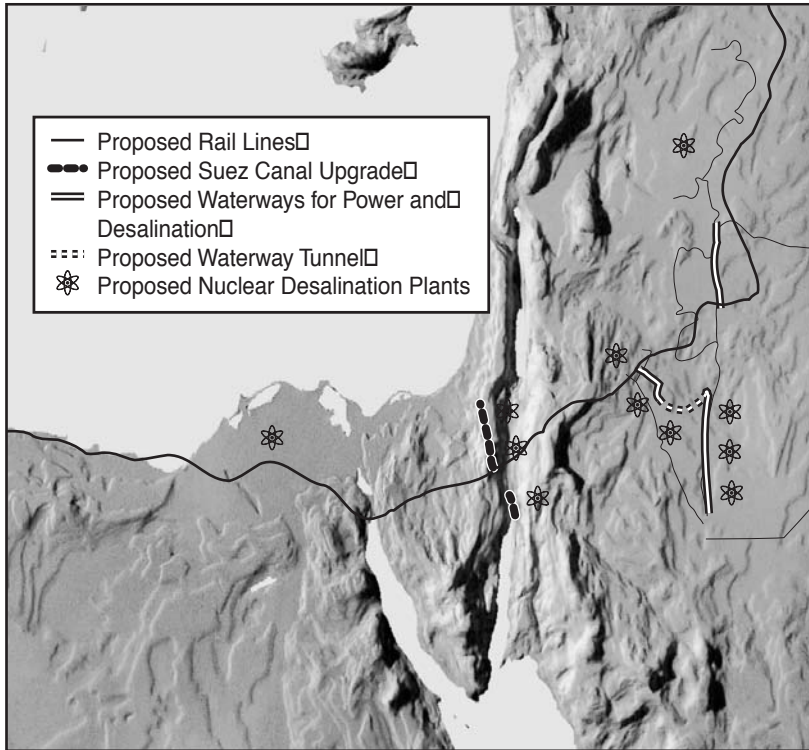 Proposed Rail Lines□
Proposed Suez Canal Upgrade□
Proposed Waterways for Power and□
Desalination□
Proposed Waterway Tunnel□
Proposed Nuclear Desalination Plants